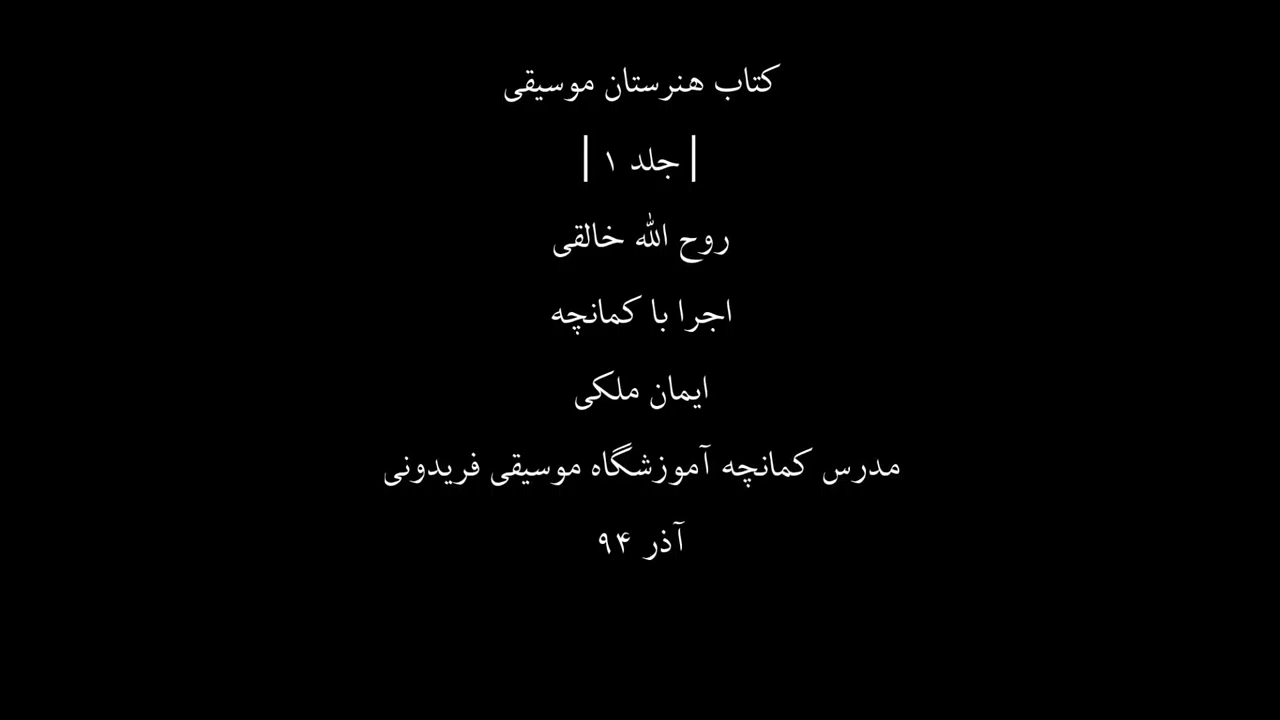 کتاب هنرستان موسیقی
| جلد ۱ |
روح الله خالقی
اجرا با کمانچه
ایمان ملکی
مدرس کمانچه آموزشگاه موسیقی فریدونی
آذر ۹۴